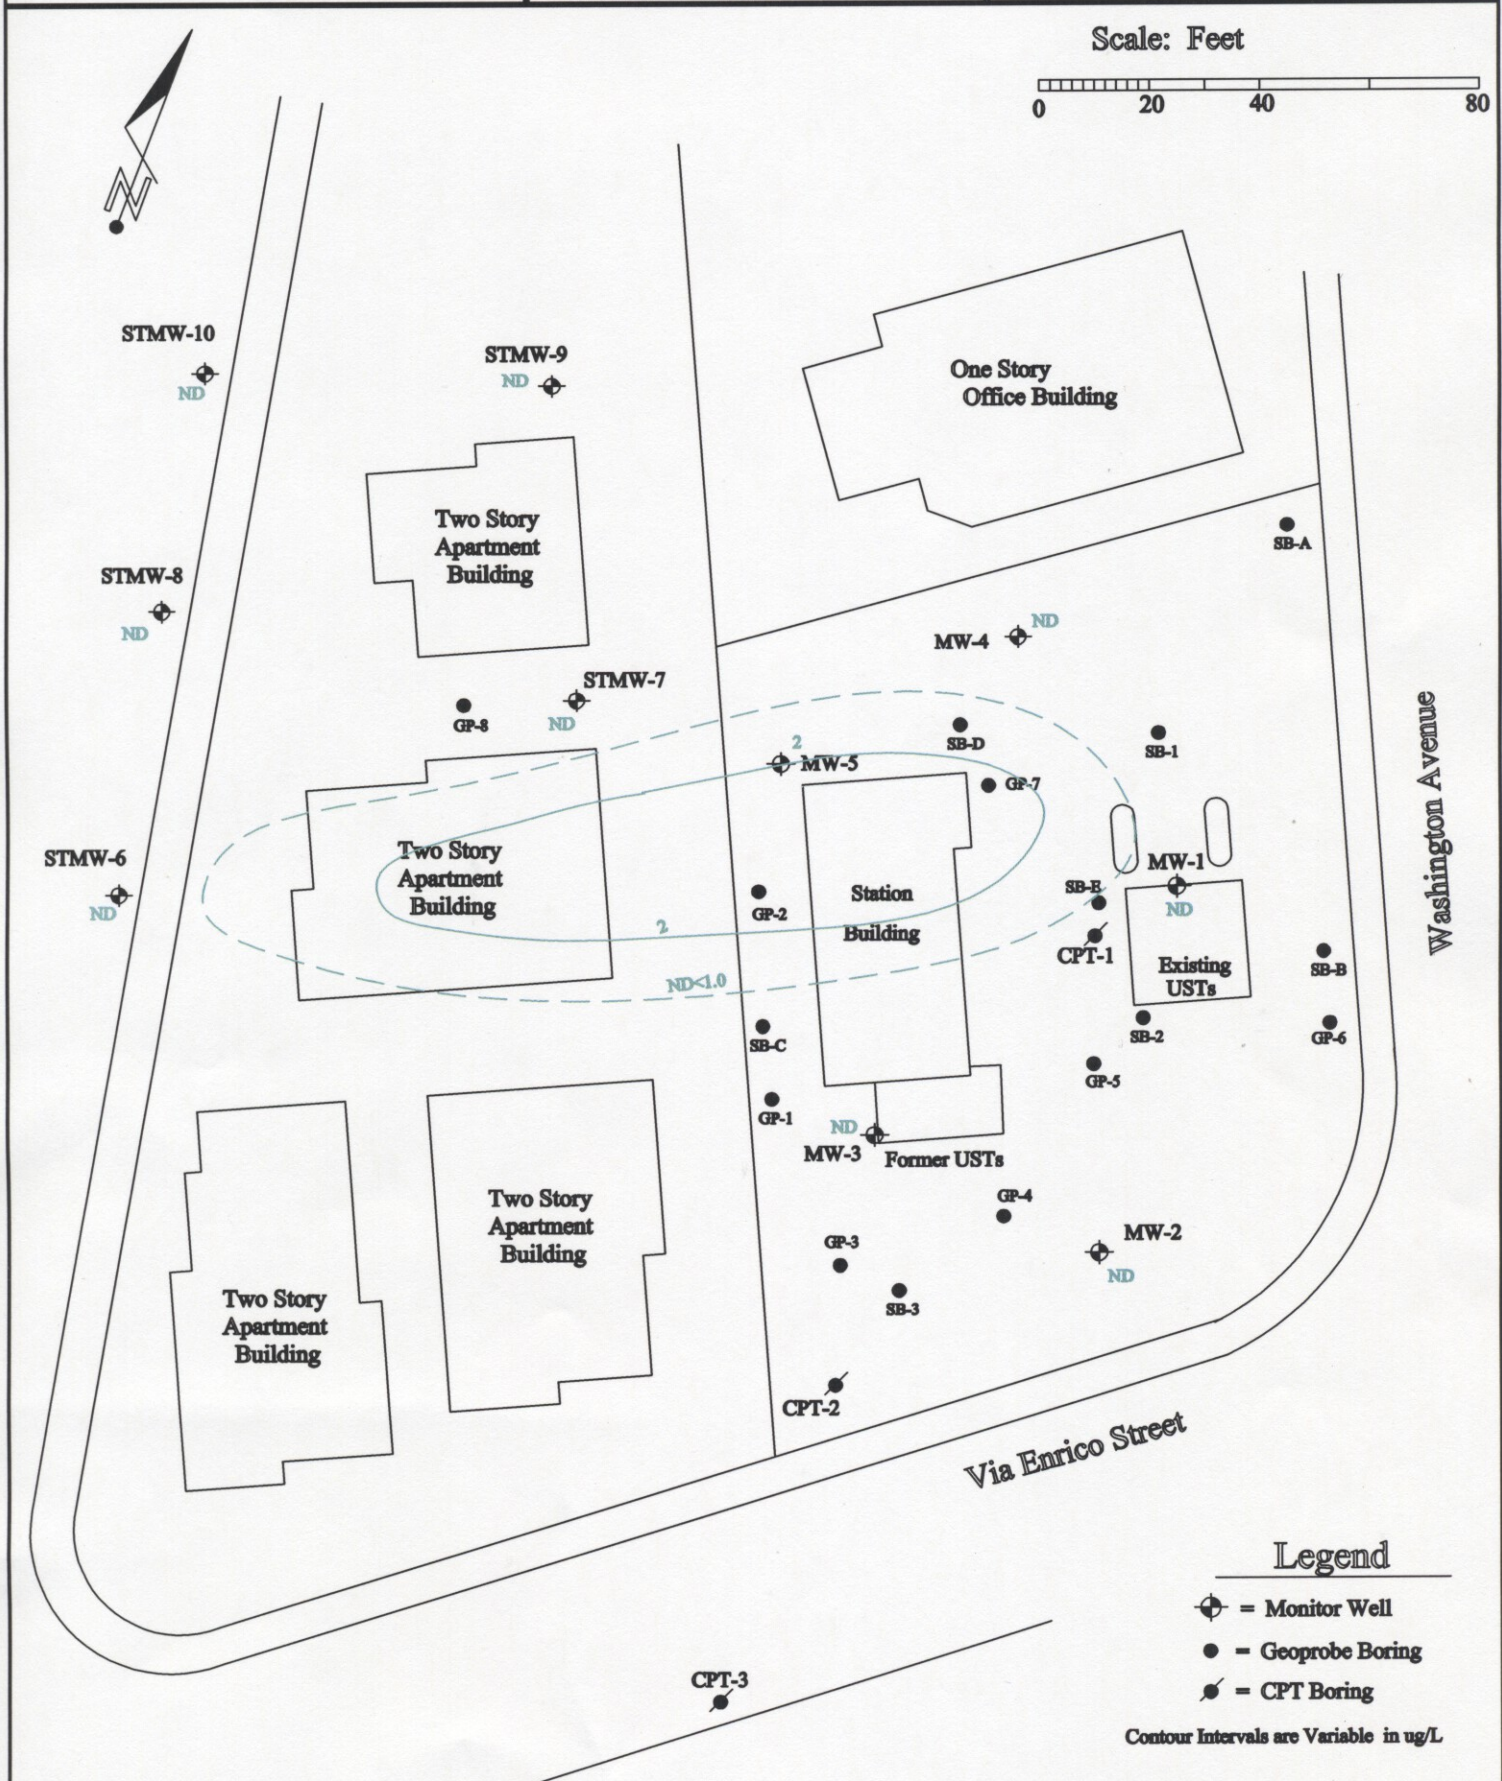 Scale: Feet
0 20 40 80
N
STMW-10
ND
STMW-9
ND
One Story
Office Building
Two Story
Apartment
Building
SB-A
STMW-8
ND
MW-4
ND
STMW-7
ND
GP-8
SB-D
SB-1
2
MW-5
GP-7
Washington Avenue
STMW-6
ND
Two Story
Apartment
Building
2
ND<1.0
GP-2
Station
Building
MW-1
ND
SB-E
CPT-1
Existing
USTs
SB-B
SB-2
GP-6
SB-C
GP-5
GP-1
ND
MW-3
Former USTs
GP-4
MW-2
ND
GP-3
SB-3
Two Story
Apartment
Building
Two Story
Apartment
Building
CPT-2
Via Enrico Street
CPT-3
Legend
= Monitor Well
= Geoprobe Boring
= CPT Boring
Contour Intervals are Variable in ug/L